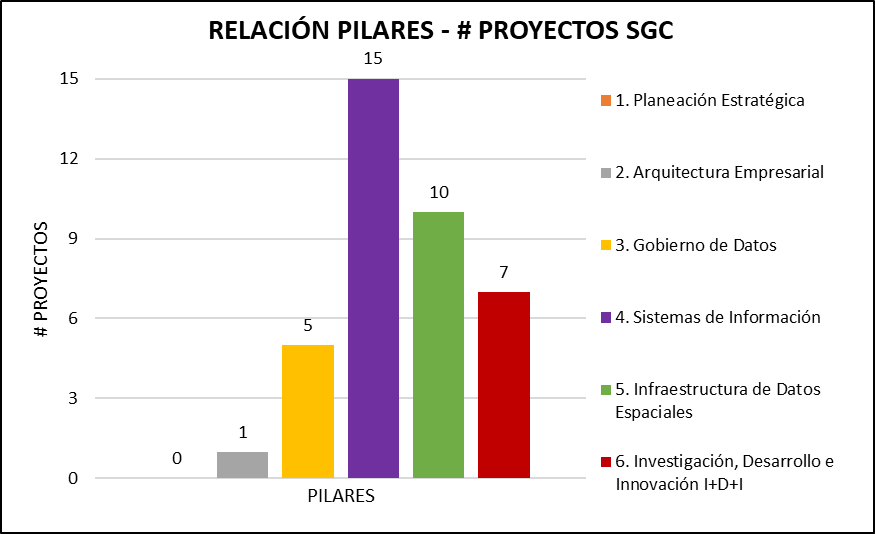 RELACIÓN PILARES - # PROYECTOS SGC
# PROYECTOS
15
12
9
6
3
0
0
1
5
15
10
7
PILARES
1. Planeación Estratégica
2. Arquitectura Empresarial
3. Gobierno de Datos
4. Sistemas de Información
5. Infraestructura de Datos
Espaciales
6. Investigación, Desarrollo e
Innovación I+D+I